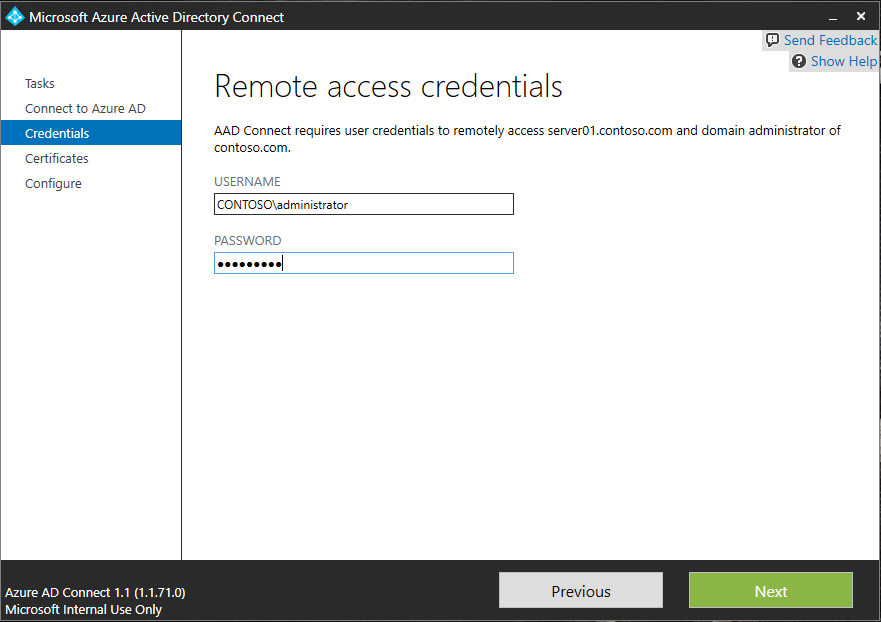 Microsoft Azure Active Directory Connect
Send Feedback
Show Help
Tasks
Connect to Azure AD
Credentials
Certificates
Configure
Remote access credentials
AAD Connect requires user credentials to remotely access server01.contoso.com and domain administrator of
contoso.com.
USERNAME
CONTOSO\administrator
PASSWORD
●●●●●●●●●
Azure AD Connect 1.1 (1.1.71.0)
Microsoft Internal Use Only
Previous
Next